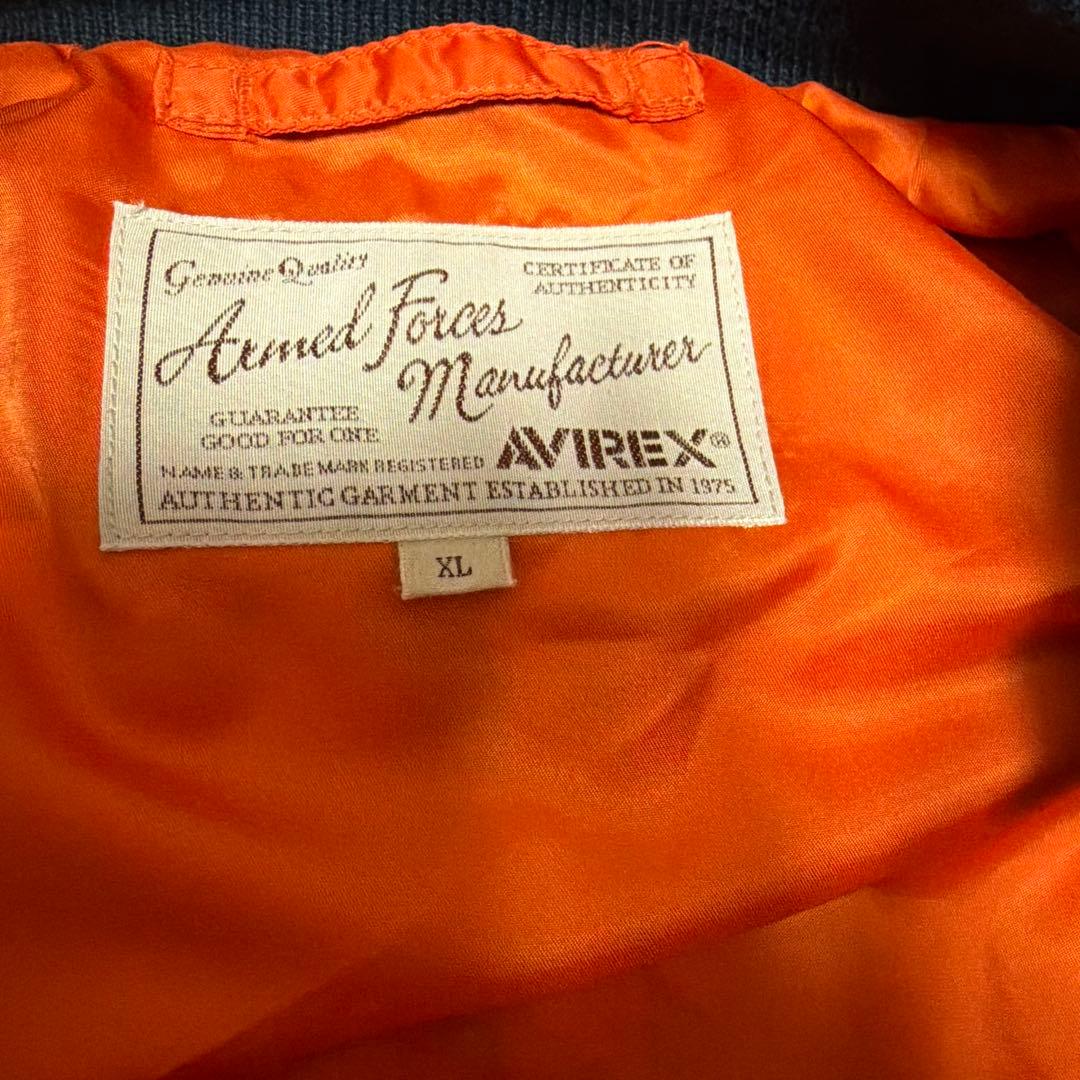 Genuine Quality
CERTIFICATE OF
AUTHENTICITY
Armed Forces
Manufacturer
GUARANTEE
GOOD FOR ONE
NAME & TRADE MARK REGISTERED
AVIREX®
AUTHENTIC GARMENT ESTABLISHED IN 1975
XL